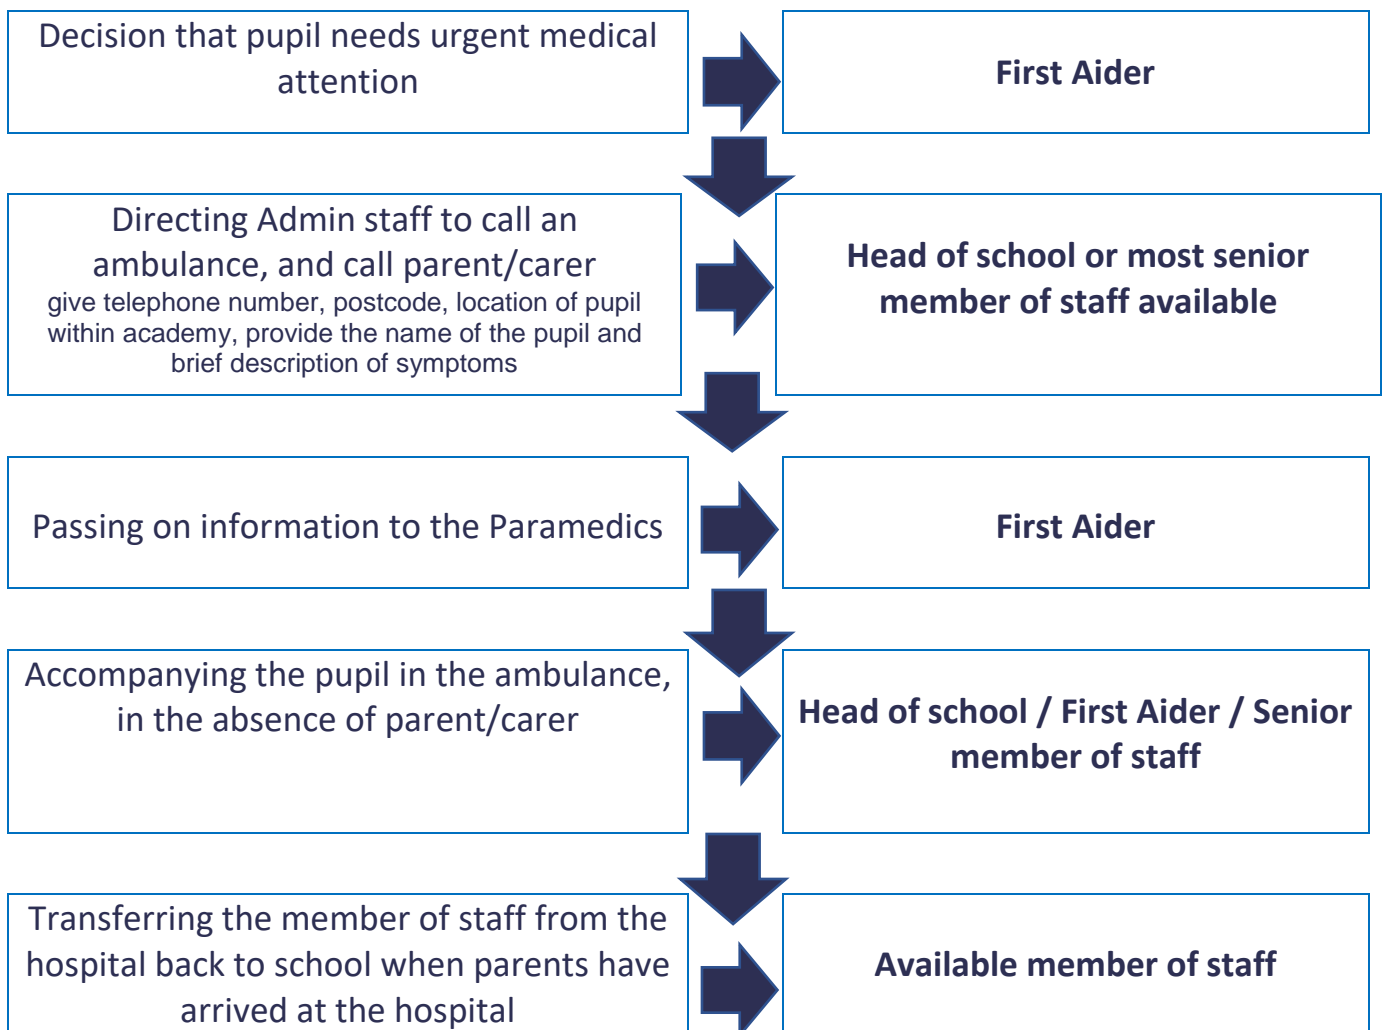 Decision that pupil needs urgent medical
attention
First Aider
Directing Admin staff to call an
ambulance, and call parent/carer
give telephone number, postcode, location of pupil
within academy, provide the name of the pupil and
brief description of symptoms
Head of school or most senior
member of staff available
Passing on information to the Paramedics
First Aider
Accompanying the pupil in the ambulance,
in the absence of parent/carer
Head of school / First Aider / Senior
member of staff
Transferring the member of staff from the
hospital back to school when parents have
arrived at the hospital
Available member of staff